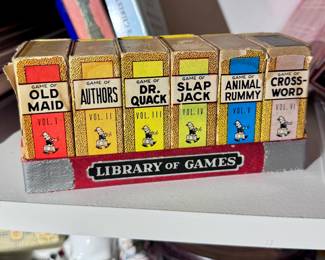 GAME OF
OLD
MAID
VOL. I
GAME OF
AUTHORS
VOL. II
GAME OF
DR.
QUACK
VOL. III
GAME OF
SLAP
JACK
VOL. IV
GAME OF
ANIMAL
RUMMY
VOL. V
GAME OF
CROSS-
WORD
VOL. VI
LIBRARY OF GAMES